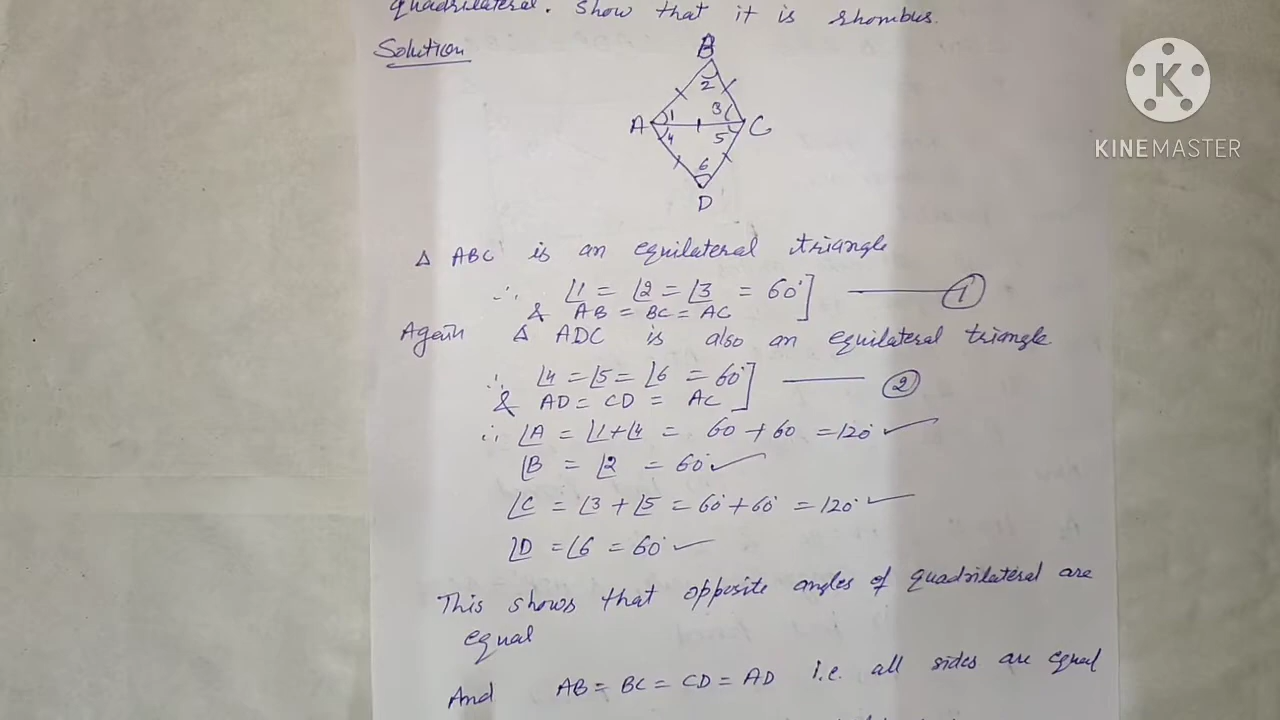 quadrilateral. Show that it is rhombus.
Solution
B
2
A 1 3 C
4 5
6
D
K
KINEMASTER
Δ ABC is an equilateral triangle
∴ ∠1 = ∠2 = ∠3 = 60°] —— ①
& AB = BC = AC
Again Δ ADC is also an equilateral triangle
∴ ∠4 = ∠5 = ∠6 = 60°] —— ②
& AD = CD = AC
∴ ∠A = ∠1+∠4 = 60 + 60 = 120° ✓
∠B = ∠2 = 60° ✓
∠C = ∠3 + ∠5 = 60° + 60° = 120° ✓
∠D = ∠6 = 60° ✓
This shows that opposite angles of quadrilateral are
equal
And AB = BC = CD = AD i.e. all sides are equal